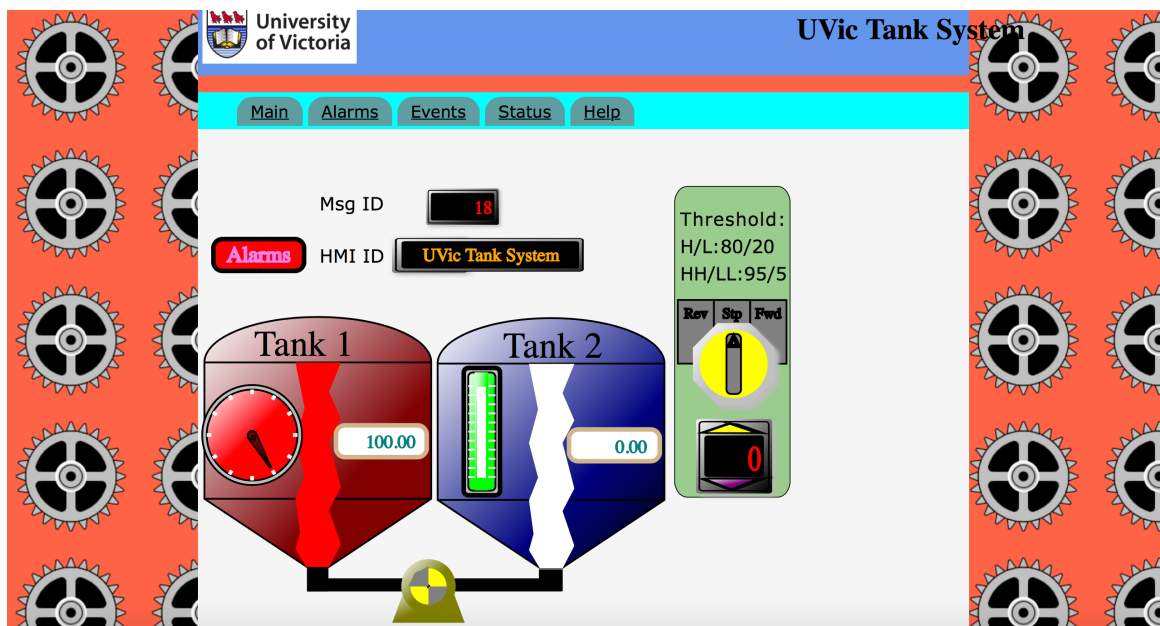 University
of Victoria
UVic Tank System
Main Alarms Events Status Help
Msg ID 18
Alarms HMI ID UVic Tank System
Threshold:
H/L:80/20
HH/LL:95/5
Rev Stp Fwd
Tank 1 Tank 2
100.00 0.00
0